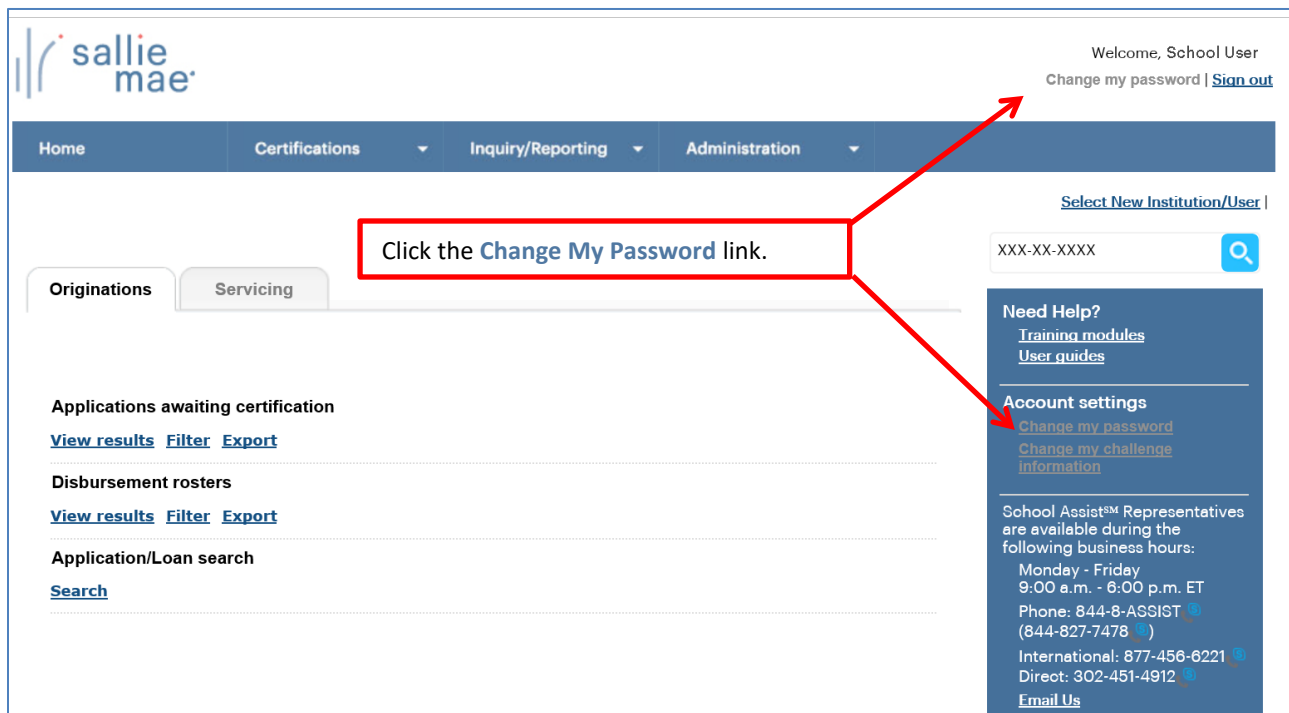 sallie
mae
Welcome, School User
Change my password | Sign out
Home Certifications Inquiry/Reporting Administration
Select New Institution/User |
Click the Change My Password link.
XXX-XX-XXXX
Originations Servicing
Need Help?
Training modules
User guides
Applications awaiting certification
View results Filter Export
Disbursement rosters
View results Filter Export
Application/Loan search
Search
Account settings
Change my password
Change my challenge
information
School Assist℠ Representatives
are available during the
following business hours:
Monday - Friday
9:00 a.m. - 6:00 p.m. ET
Phone: 844-8-ASSIST
(844-827-7478)
International: 877-456-6221
Direct: 302-451-4912
Email Us